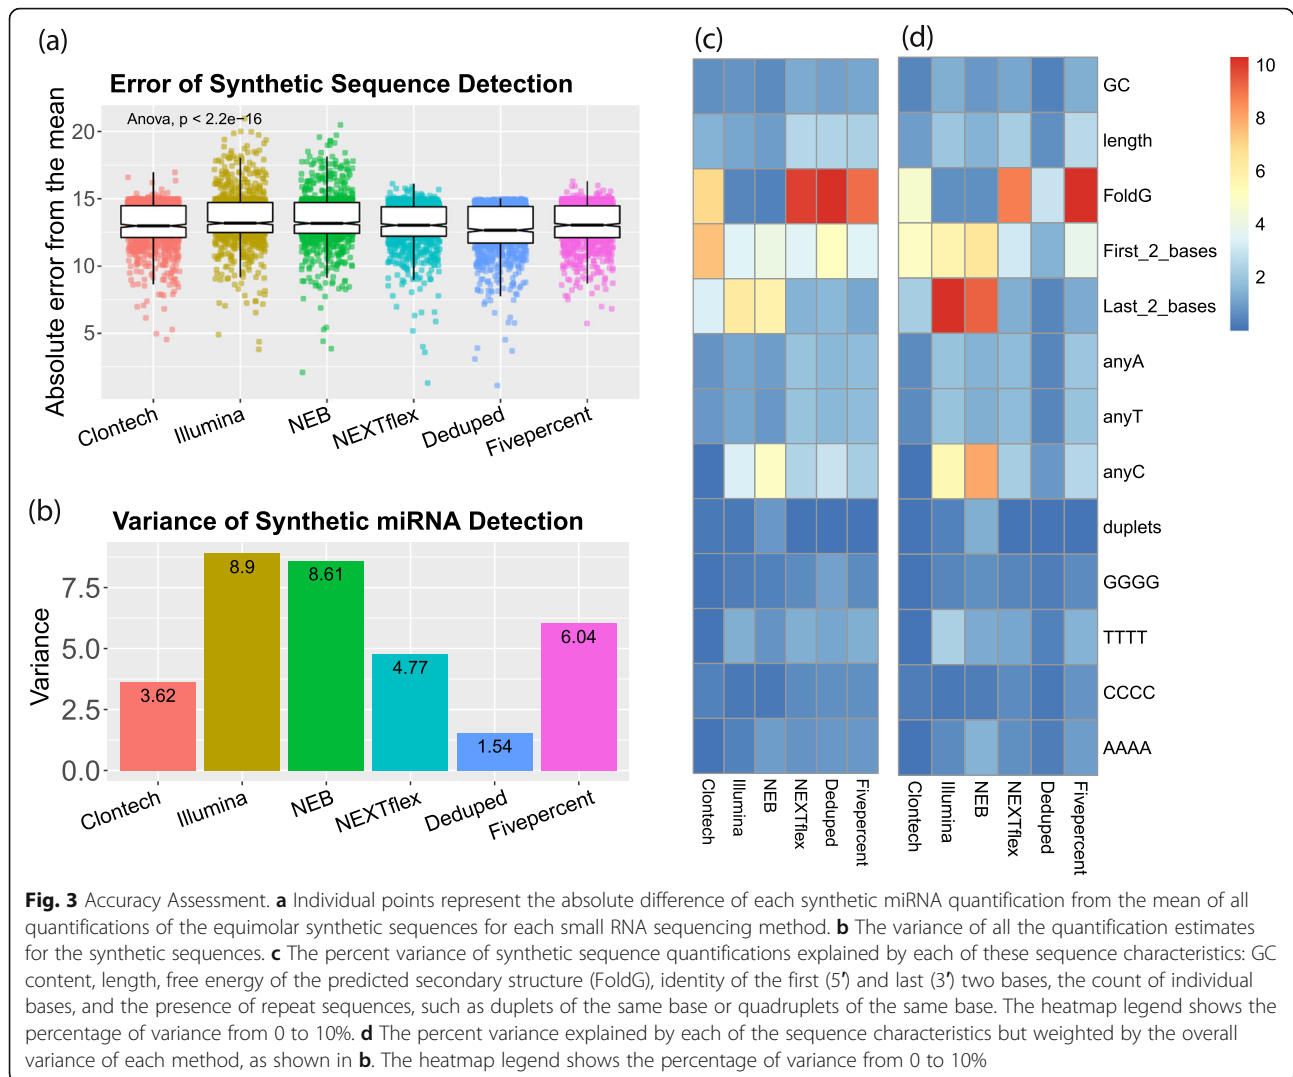 (a)
Error of Synthetic Sequence Detection
Anova, p < 2.2e−16
Absolute error from the mean
20
15
10
5
Clontech
Illumina
NEB
NEXTflex
Deduped
Fivepercent
(b)
Variance of Synthetic miRNA Detection
Variance
7.5
5.0
2.5
0.0
3.62
8.9
8.61
4.77
1.54
6.04
Clontech
Illumina
NEB
NEXTflex
Deduped
Fivepercent
(c)
(d)
GC
length
FoldG
First_2_bases
Last_2_bases
anyA
anyT
anyC
duplets
GGGG
TTTT
CCCC
AAAA
10
8
6
4
2
Clontech
Illumina
NEB
NEXTflex
Deduped
Fivepercent
Clontech
Illumina
NEB
NEXTflex
Deduped
Fivepercent
Fig. 3 Accuracy Assessment. a Individual points represent the absolute difference of each synthetic miRNA quantification from the mean of all
quantifications of the equimolar synthetic sequences for each small RNA sequencing method. b The variance of all the quantification estimates
for the synthetic sequences. c The percent variance of synthetic sequence quantifications explained by each of these sequence characteristics: GC
content, length, free energy of the predicted secondary structure (FoldG), identity of the first (5′) and last (3′) two bases, the count of individual
bases, and the presence of repeat sequences, such as duplets of the same base or quadruplets of the same base. The heatmap legend shows the
percentage of variance from 0 to 10%. d The percent variance explained by each of the sequence characteristics but weighted by the overall
variance of each method, as shown in b. The heatmap legend shows the percentage of variance from 0 to 10%